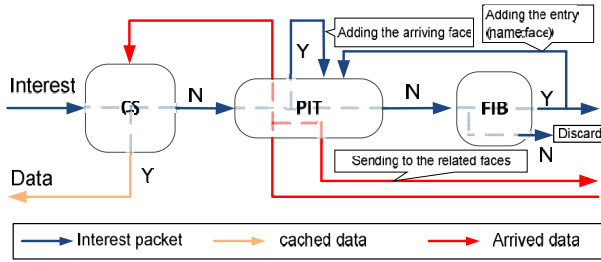 Adding the entry
(name:face)
Adding the arriving face
Y
Interest
CS
N
PIT
N
FIB
Y
Discard
N
Data
Y
Sending to the related faces
Interest packet
cached data
Arrived data